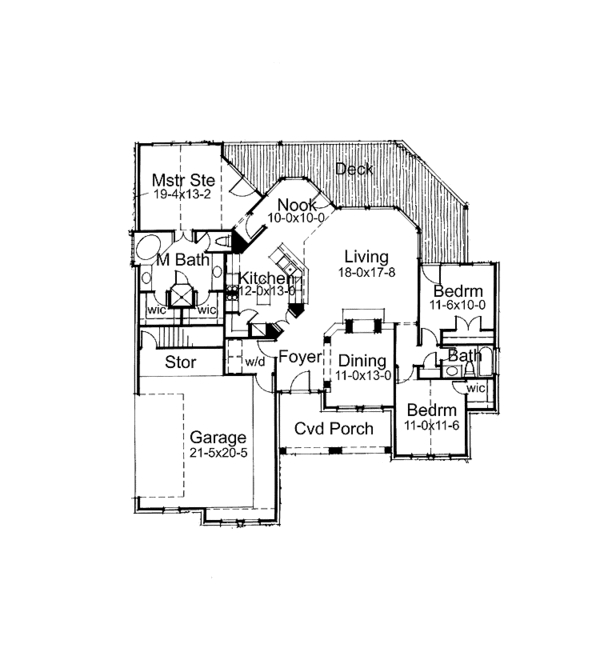 Deck
Mstr Ste
19-4x13-2
Nook
10-0x10-0
M Bath
Living
18-0x17-8
Kitchen
12-0x13-0
Bedrm
11-6x10-0
wic
wic
Stor
w/d
Foyer
Dining
11-0x13-0
Bath
wic
Bedrm
11-0x11-6
Cvd Porch
Garage
21-5x20-5